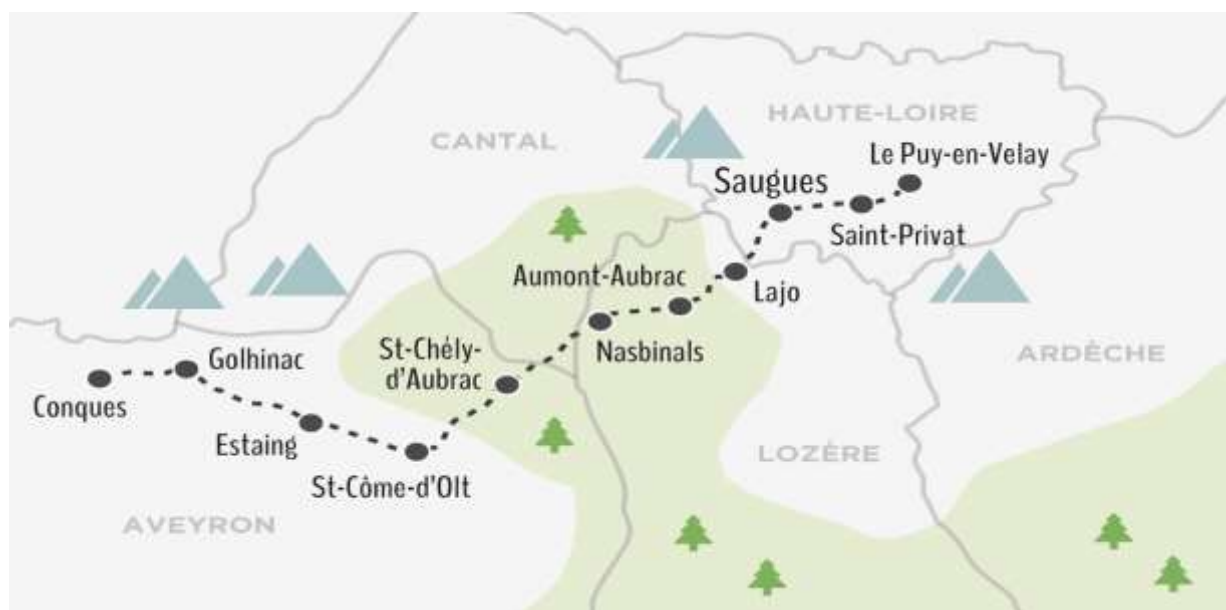 HAUTE-LOIRE
CANTAL
Le Puy-en-Velay
Saugues
Saint-Privat
Aumont-Aubrac
Lajo
Golhinac
St-Chély-
d'Aubrac
Nasbinals
ARDÈCHE
Conques
Estaing
LOZÈRE
St-Côme-d'Olt
AVEYRON